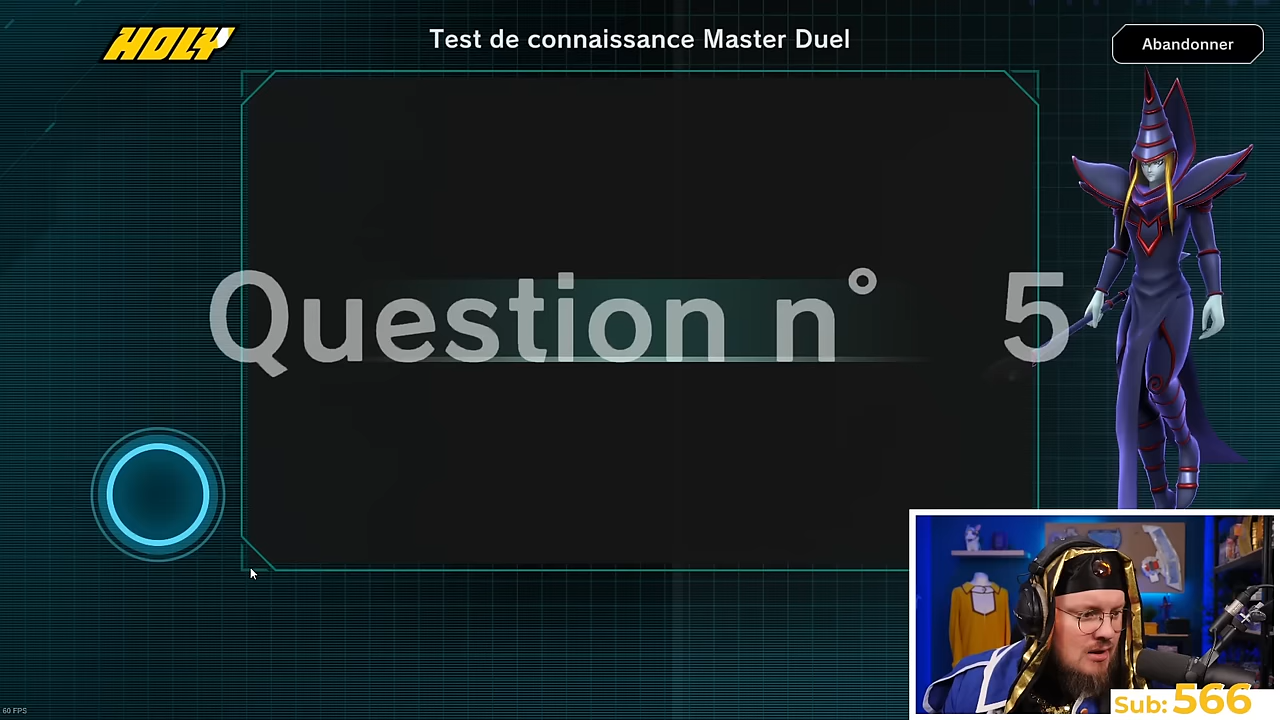 HOLY
Test de connaissance Master Duel
Abandonner
Question n° 5
Sub: 566
60 FPS